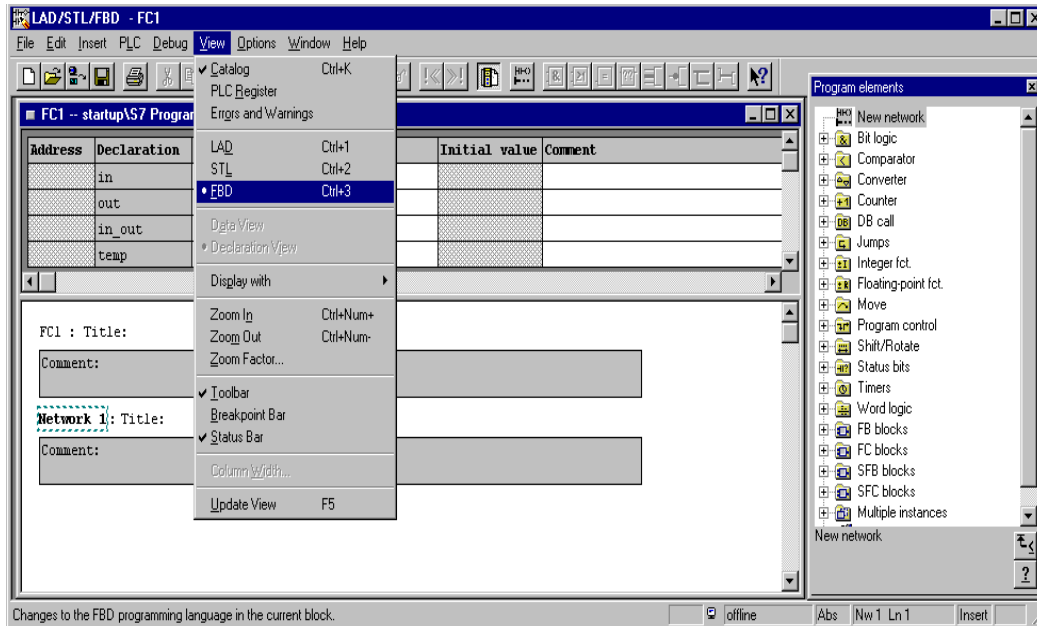 LAD/STL/FBD - FC1
File Edit Insert PLC Debug View Options Window Help
FC1 -- startup\S7 Progra
Address Declaration Initial value Comment
in
out
in_out
temp
Catalog Ctrl+K
PLC Register
Errors and Warnings
LAD Ctrl+1
STL Ctrl+2
FBD Ctrl+3
Data View
Declaration View
Display with
Zoom In Ctrl+Num+
Zoom Out Ctrl+Num-
Zoom Factor...
Toolbar
Breakpoint Bar
Status Bar
Column Width...
Update View F5
FC1 : Title:
Comment:
Network 1: Title:
Comment:
Program elements
New network
Bit logic
Comparator
Converter
Counter
DB call
Jumps
Integer fct.
Floating-point fct.
Move
Program control
Shift/Rotate
Status bits
Timers
Word logic
FB blocks
FC blocks
SFB blocks
SFC blocks
Multiple instances
New network
Changes to the FBD programming language in the current block.
offline
Abs
Nw 1 Ln 1
Insert